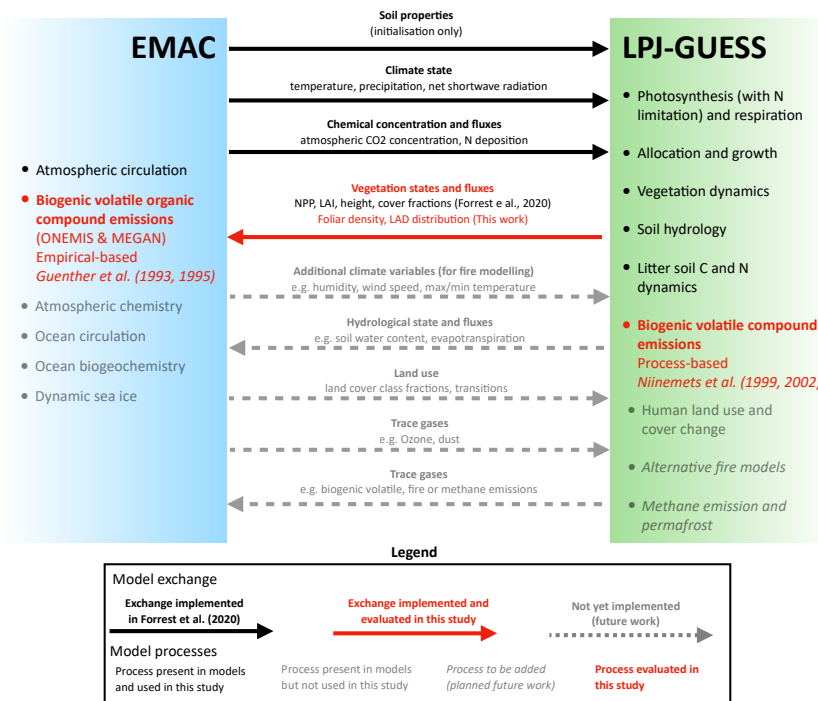 EMAC
• Atmospheric circulation
• Biogenic volatile organic
compound emissions
(ONEMIS & MEGAN)
Empirical-based
Guenther et al. (1993, 1995)
• Atmospheric chemistry
• Ocean circulation
• Ocean biogeochemistry
• Dynamic sea ice
Soil properties
(initialisation only)
Climate state
temperature, precipitation, net shortwave radiation
Chemical concentration and fluxes
atmospheric CO2 concentration, N deposition
Vegetation states and fluxes
NPP, LAI, height, cover fractions (Forrest e al., 2020)
Foliar density, LAD distribution (This work)
Additional climate variables (for fire modelling)
e.g. humidity, wind speed, max/min temperature
Hydrological state and fluxes
e.g. soil water content, evapotranspiration
Land use
land cover class fractions, transitions
Trace gases
e.g. Ozone, dust
Trace gases
e.g. biogenic volatile, fire or methane emissions
LPJ-GUESS
• Photosynthesis (with N
limitation) and respiration
• Allocation and growth
• Vegetation dynamics
• Soil hydrology
• Litter soil C and N
dynamics
• Biogenic volatile compound
emissions
Process-based
Niinemets et al. (1999, 2002)
• Human land use and
cover change
• Alternative fire models
• Methane emission and
permafrost
Legend
Model exchange
Exchange implemented
in Forrest et al. (2020)
Exchange implemented and
evaluated in this study
Not yet implemented
(future work)
Model processes
Process present in models
and used in this study
Process present in models
but not used in this study
Process to be added
(planned future work)
Process evaluated in
this study